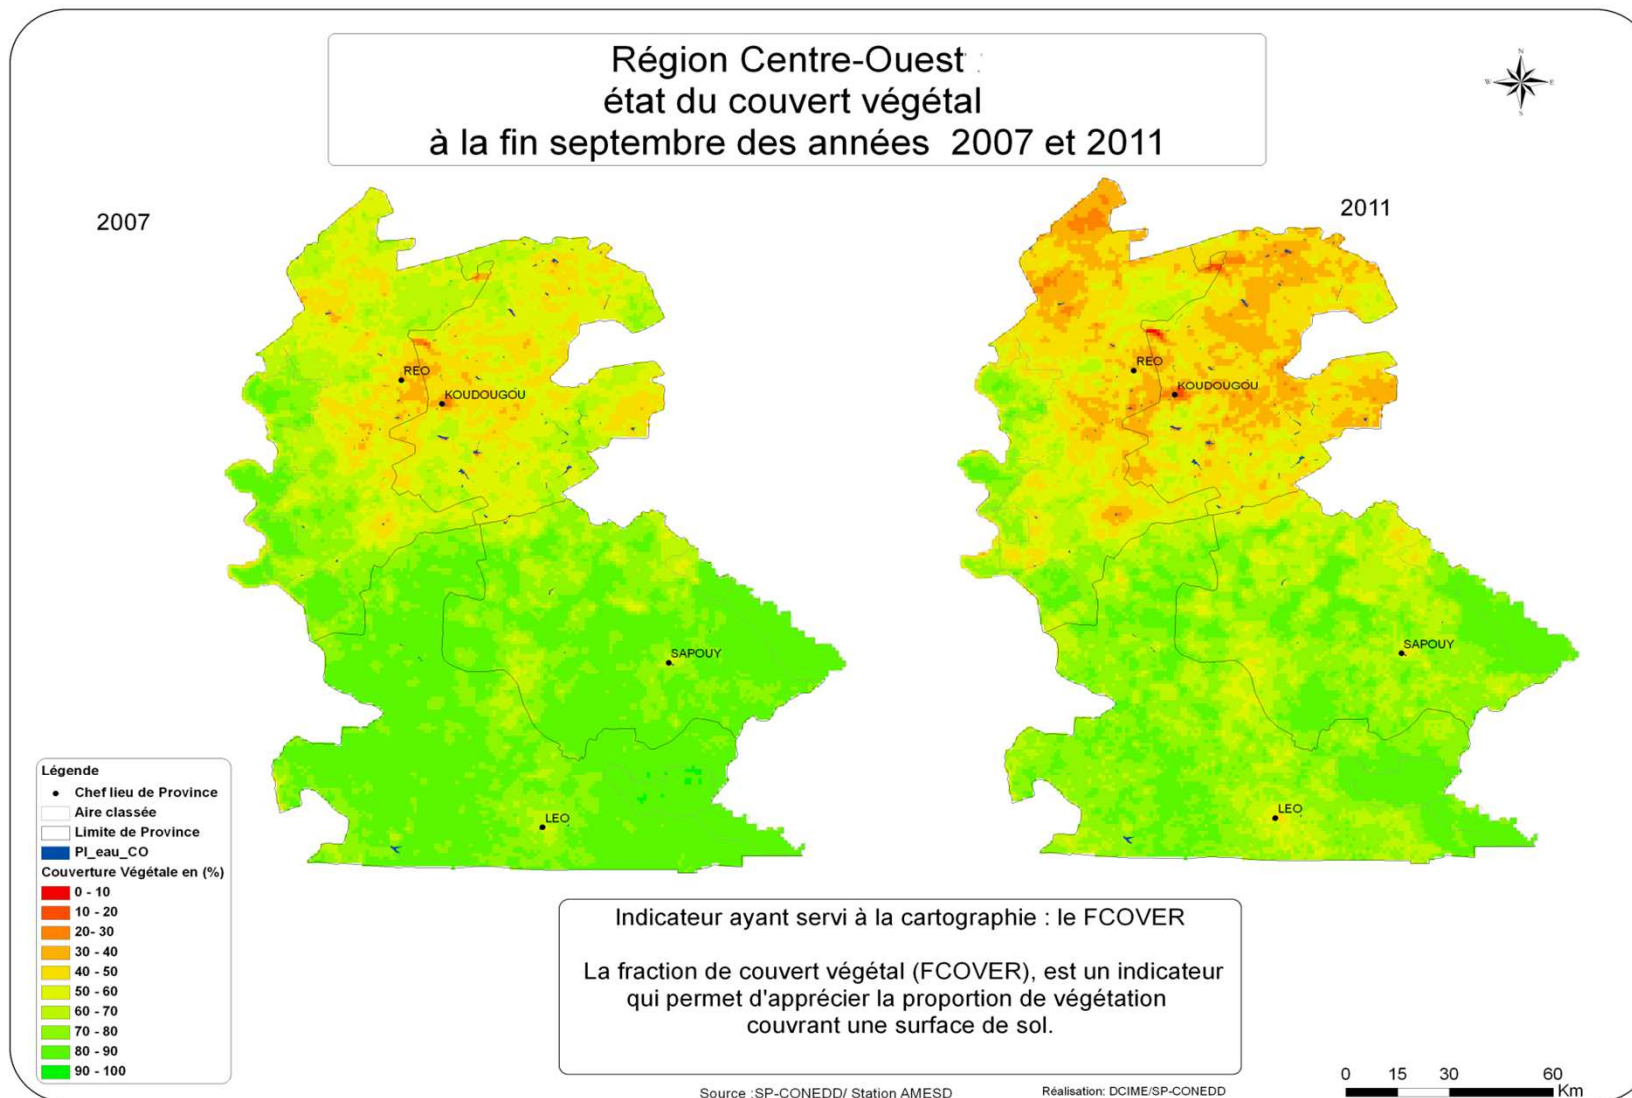 Région Centre-Ouest :
état du couvert végétal
à la fin septembre des années 2007 et 2011
N
W E
S
2007
2011
REO
KOUDOUGOU
SAPOUY
LEO
REO
KOUDOUGOU
SAPOUY
LEO
Légende
Chef lieu de Province
Aire classée
Limite de Province
Pl_eau_CO
Couverture Végétale en (%)
0 - 10
10 - 20
20- 30
30 - 40
40 - 50
50 - 60
60 - 70
70 - 80
80 - 90
90 - 100
Indicateur ayant servi à la cartographie : le FCOVER
La fraction de couvert végétal (FCOVER), est un indicateur
qui permet d'apprécier la proportion de végétation
couvrant une surface de sol.
Source :SP-CONEDD/ Station AMESD
Réalisation: DCIME/SP-CONEDD
0 15 30 60
Km